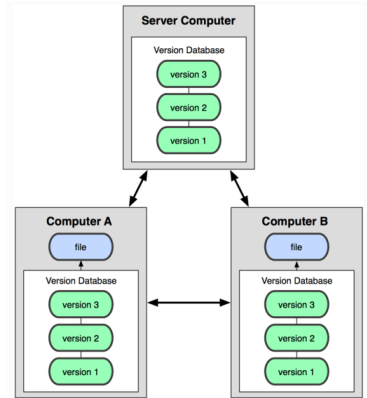 Server Computer
Version Database
version 3
version 2
version 1
Computer A
file
Version Database
version 3
version 2
version 1
Computer B
file
Version Database
version 3
version 2
version 1